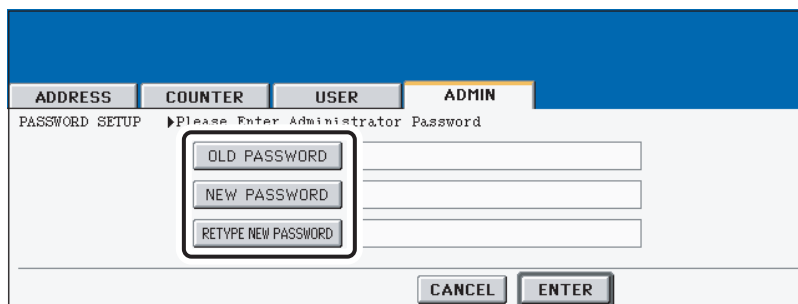 ADDRESS COUNTER USER ADMIN
PASSWORD SETUP ▶Please Enter Administrator Password
OLD PASSWORD
NEW PASSWORD
RETYPE NEW PASSWORD
CANCEL ENTER